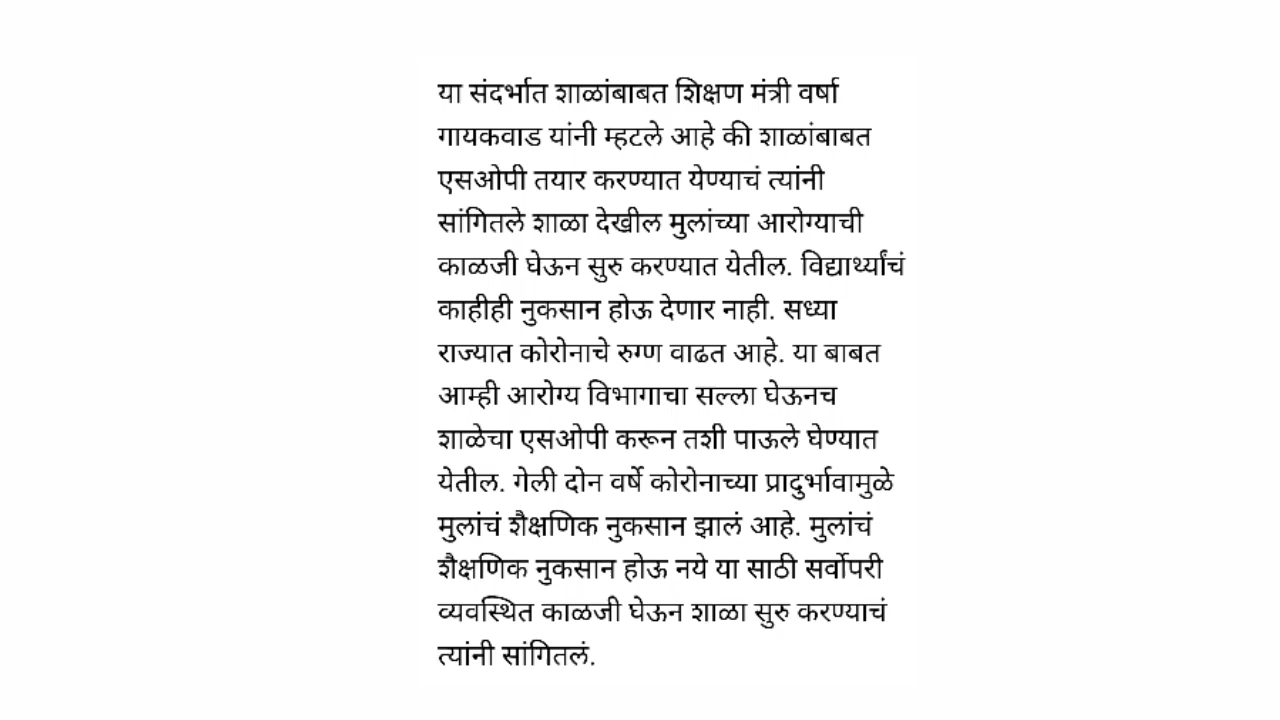 या संदर्भात शाळांबाबत शिक्षण मंत्री वर्षा
गायकवाड यांनी म्हटले आहे की शाळांबाबत
एसओपी तयार करण्यात येण्याचं त्यांनी
सांगितले शाळा देखील मुलांच्या आरोग्याची
काळजी घेऊन सुरु करण्यात येतील. विद्यार्थ्यांचं
काहीही नुकसान होऊ देणार नाही. सध्या
राज्यात कोरोनाचे रुग्ण वाढत आहे. या बाबत
आम्ही आरोग्य विभागाचा सल्ला घेऊनच
शाळेचा एसओपी करून तशी पाऊले घेण्यात
येतील. गेली दोन वर्षे कोरोनाच्या प्रादुर्भावामुळे
मुलांचं शैक्षणिक नुकसान झालं आहे. मुलांचं
शैक्षणिक नुकसान होऊ नये या साठी सर्वोपरी
व्यवस्थित काळजी घेऊन शाळा सुरु करण्याचं
त्यांनी सांगितलं.